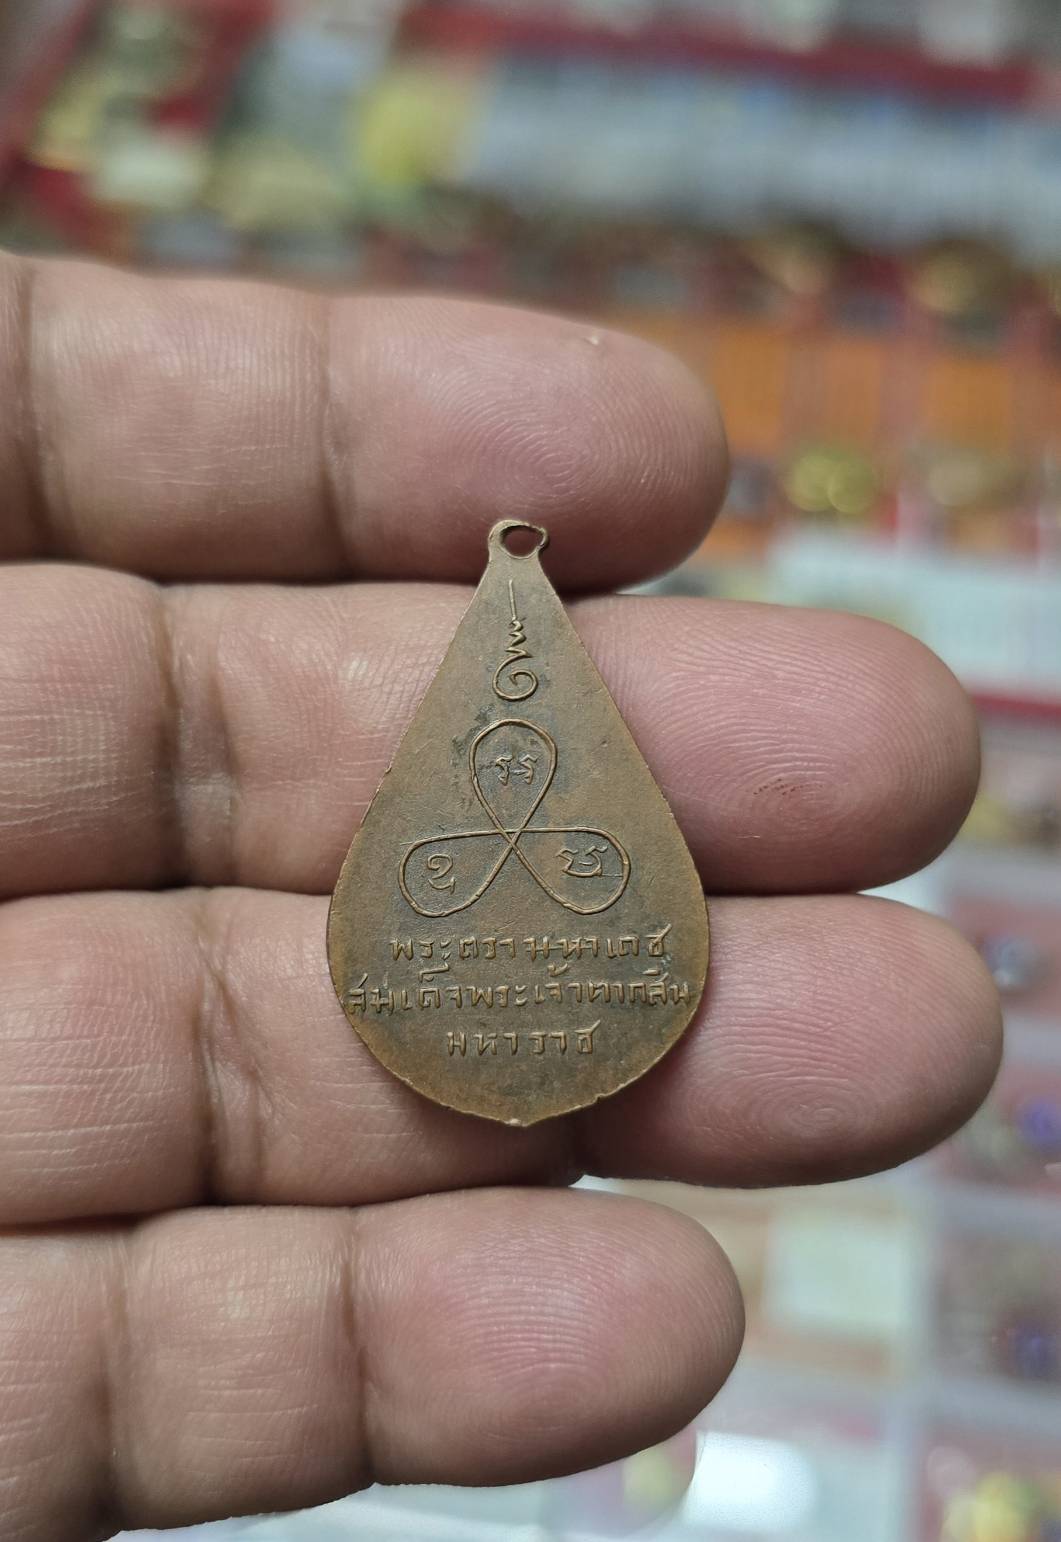 พระตรามหาเดช
สมเด็จพระเจ้าตากสิน
มหาราช